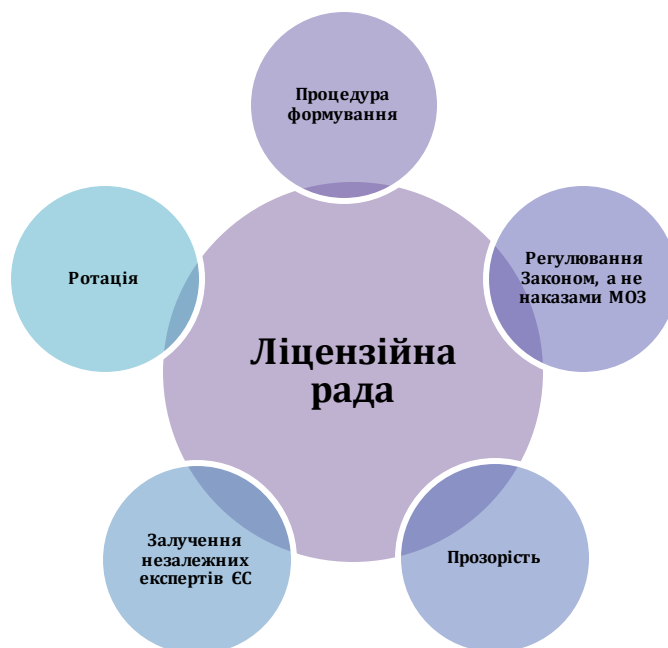 Процедура
формування
Регулювання
Законом, а не
наказами МОЗ
Ротація
Ліцензійна
рада
Залучення
незалежних
експертів ЄС
Прозорість